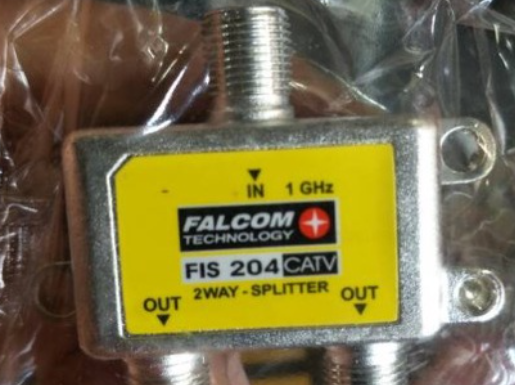 IN 1 GHz
FALCOM
TECHNOLOGY
FIS 204 CATV
2WAY - SPLITTER
OUT OUT